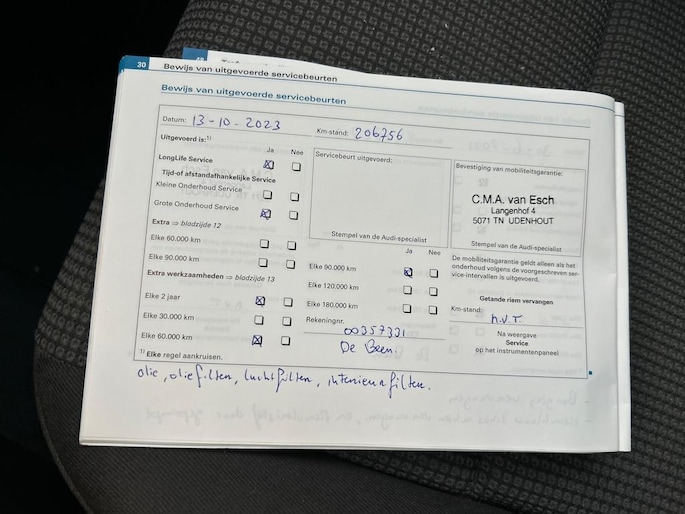 30 Bewijs van uitgevoerde servicebeurten
Bewijs van uitgevoerde servicebeurten
Datum: 13-10-2023
Km-stand: 206756
Uitgevoerd is:¹⁾
Ja Nee
LongLife Service
Tijd-of afstandafhankelijke Service
Kleine Onderhoud Service
Grote Onderhoud Service
Extra ⇒ bladzijde 12
Elke 60.000 km
Elke 90.000 km
Extra werkzaamheden ⇒ bladzijde 13
Elke 2 jaar
Elke 30.000 km
Elke 60.000 km
¹⁾ Elke regel aankruisen.
Servicebeurt uitgevoerd:
Stempel van de Audi-specialist
Ja Nee
Elke 90.000 km
Elke 120.000 km
Elke 180.000 km
Rekeningnr.
00357331
De Beer.
Bevestiging van mobiliteitsgarantie:
C.M.A. van Esch
Langenhof 4
5071 TN UDENHOUT
Stempel van de Audi-specialist
De mobiliteitsgarantie geldt alleen als het
onderhoud volgens de voorgeschreven ser-
vice-intervallen is uitgevoerd.
Getande riem vervangen
Km-stand: n.v.T.
Na weergave
Service
op het instrumentenpaneel
olie, oliefilter, luchtfilter, interieurfilter.